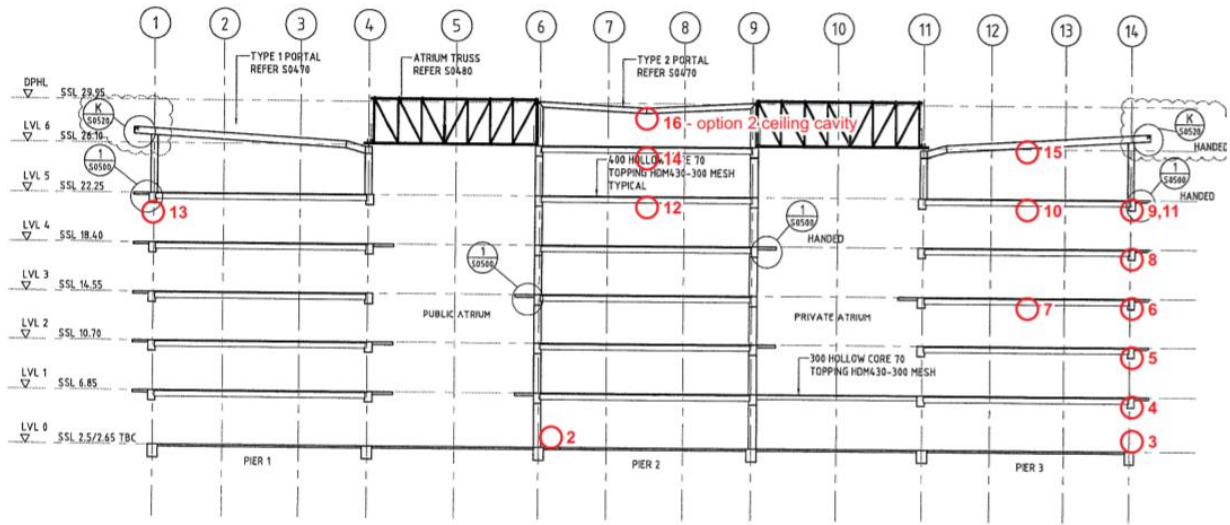 1 2 3 4 5 6 7 8 9 10 11 12 13 14
TYPE 1 PORTAL
REFER S0470
ATRIUM TRUSS
REFER S0480
TYPE 2 PORTAL
REFER S0470
DPHL SSL 29.95
K
S0520
K
S0520
HANDED
LVL 6 SSL 26.10
16 - option 2 ceiling cavity
14
15
400 HOLLOW CORE 70
TOPPING HDM430-300 MESH
TYPICAL
1
S0500
1
S0500
HANDED
LVL 5 SSL 22.25
13
12
10
9,11
LVL 4 SSL 18.40
1
S0500
HANDED
8
LVL 3 SSL 14.55
1
S0500
PUBLIC ATRIUM
PRIVATE ATRIUM
7
6
LVL 2 SSL 10.70
300 HOLLOW CORE 70
TOPPING HDM430-300 MESH
5
LVL 1 SSL 6.85
4
LVL 0 SSL 2.5/2.65 TBC
2
3
PIER 1
PIER 2
PIER 3